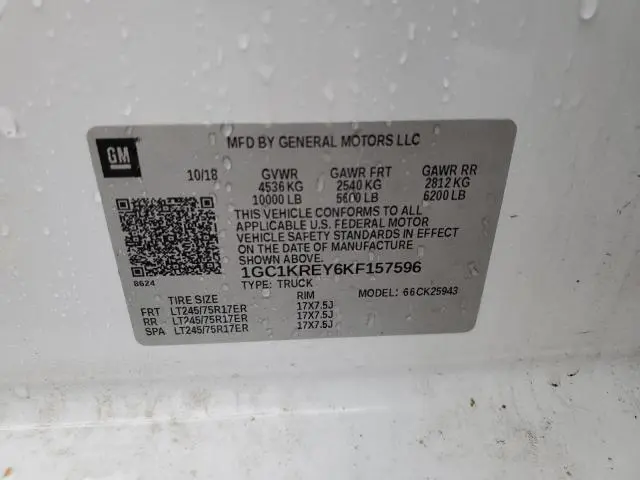 MFD BY GENERAL MOTORS LLC
GM
10/18 GVWR GAWR FRT GAWR RR
4536 KG 2540 KG 2812 KG
10000 LB 5600 LB 6200 LB
THIS VEHICLE CONFORMS TO ALL
APPLICABLE U.S. FEDERAL MOTOR
VEHICLE SAFETY STANDARDS IN EFFECT
ON THE DATE OF MANUFACTURE
SHOWN ABOVE.
1GC1KREY6KF157596
8624
TYPE: TRUCK
MODEL: 66CK25943
TIRE SIZE RIM
FRT LT245/75R17ER 17X7.5J
RR LT245/75R17ER 17X7.5J
SPA LT245/75R17ER 17X7.5J